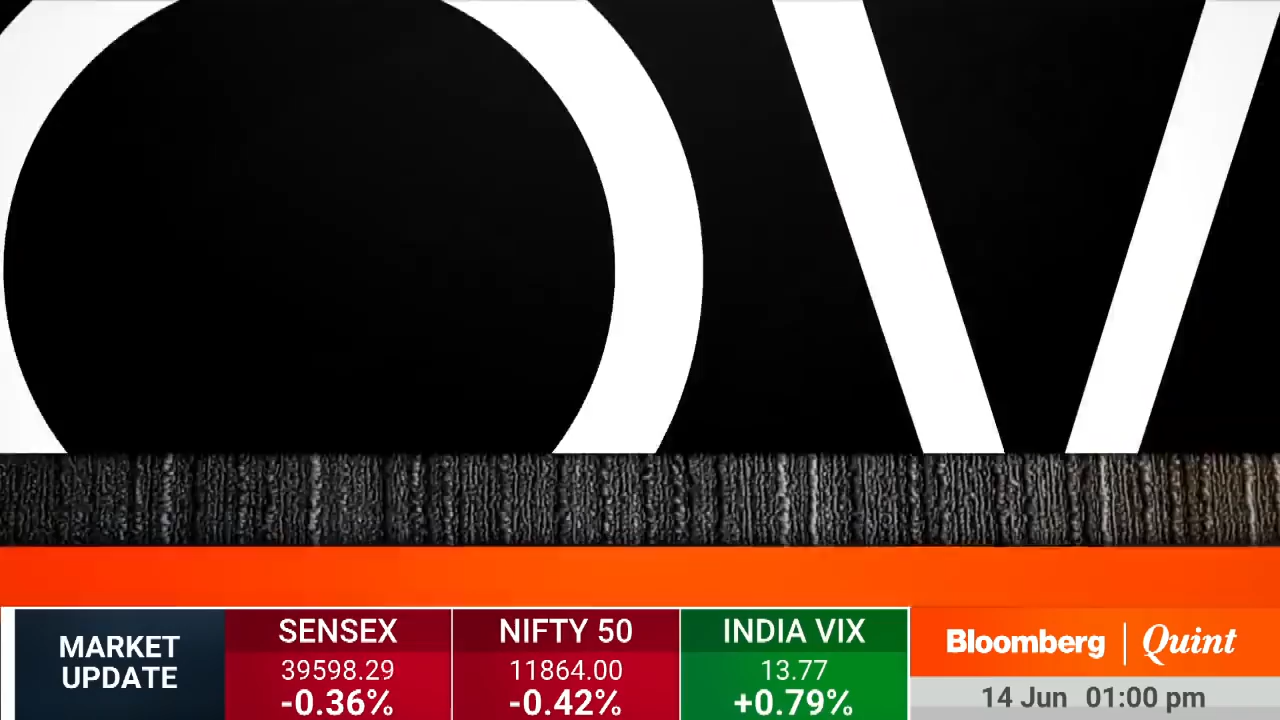 OV
MARKET
UPDATE
SENSEX
39598.29
-0.36%
NIFTY 50
11864.00
-0.42%
INDIA VIX
13.77
+0.79%
Bloomberg | Quint
14 Jun 01:00 pm